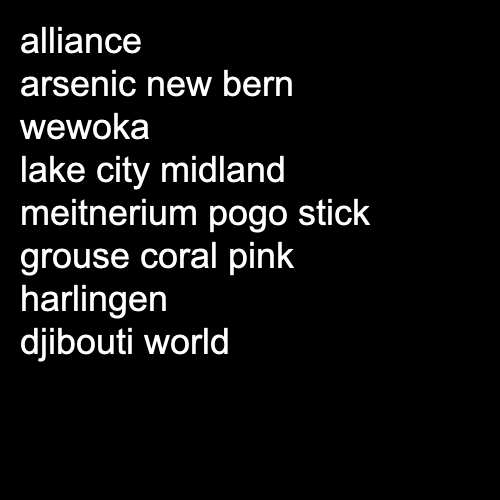 alliance
arsenic new bern
wewoka
lake city midland
meitnerium pogo stick
grouse coral pink
harlingen
djibouti world